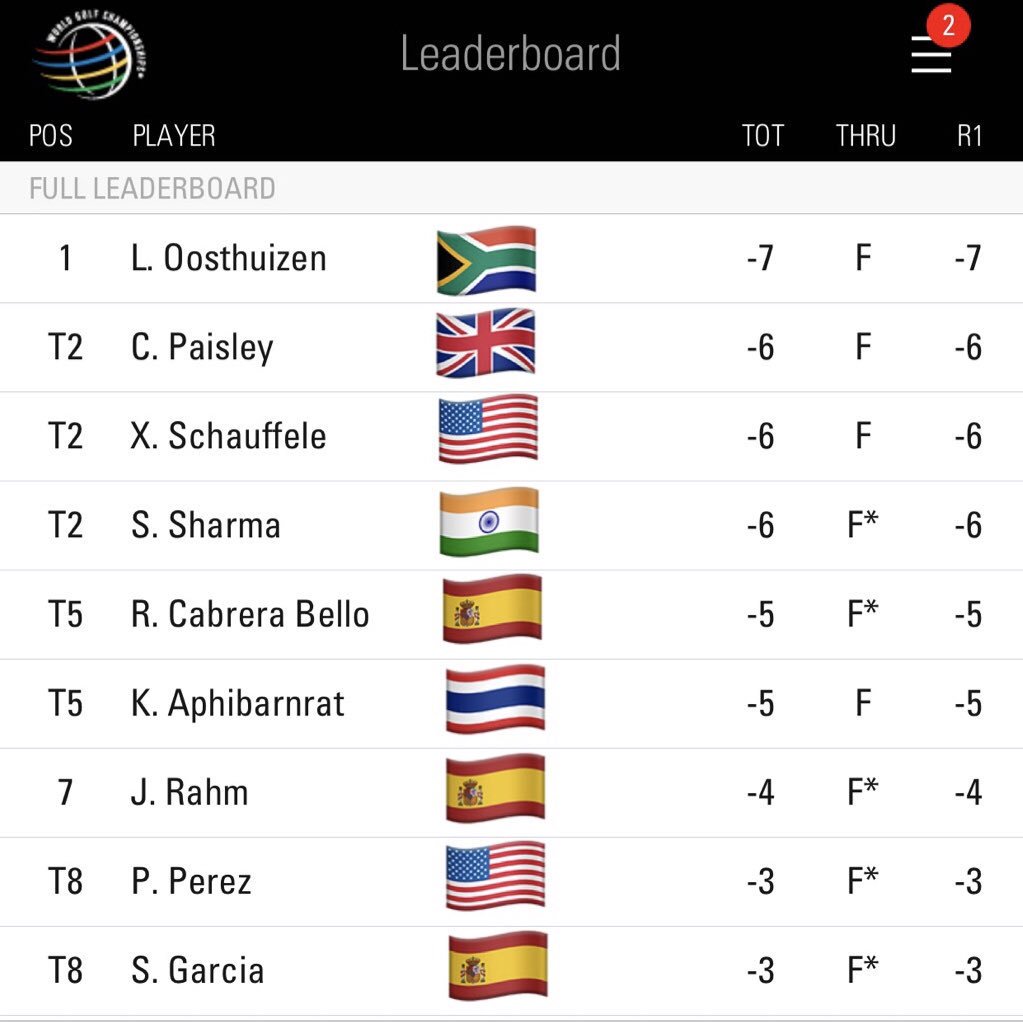 WORLD GOLF CHAMPIONSHIPS
Leaderboard
2
POS PLAYER TOT THRU R1
FULL LEADERBOARD
1 L. Oosthuizen -7 F -7
T2 C. Paisley -6 F -6
T2 X. Schauffele -6 F -6
T2 S. Sharma -6 F* -6
T5 R. Cabrera Bello -5 F* -5
T5 K. Aphibarnrat -5 F -5
7 J. Rahm -4 F* -4
T8 P. Perez -3 F* -3
T8 S. Garcia -3 F* -3